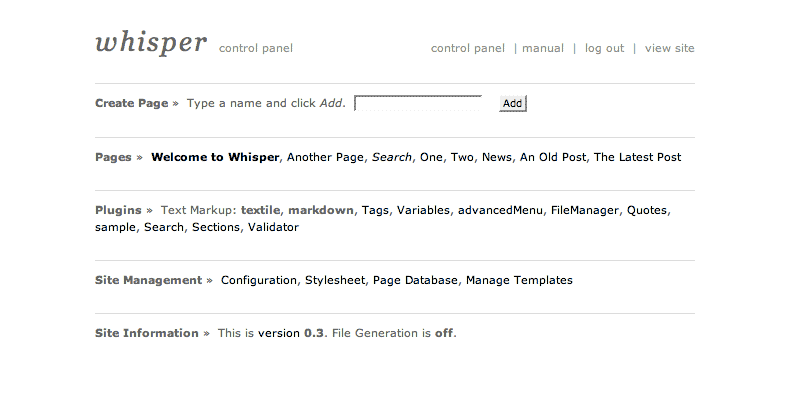 whisper control panel control panel | manual | log out | view site
Create Page » Type a name and click Add. Add
Pages » Welcome to Whisper, Another Page, Search, One, Two, News, An Old Post, The Latest Post
Plugins » Text Markup: textile, markdown, Tags, Variables, advancedMenu, FileManager, Quotes,
sample, Search, Sections, Validator
Site Management » Configuration, Stylesheet, Page Database, Manage Templates
Site Information » This is version 0.3. File Generation is off.